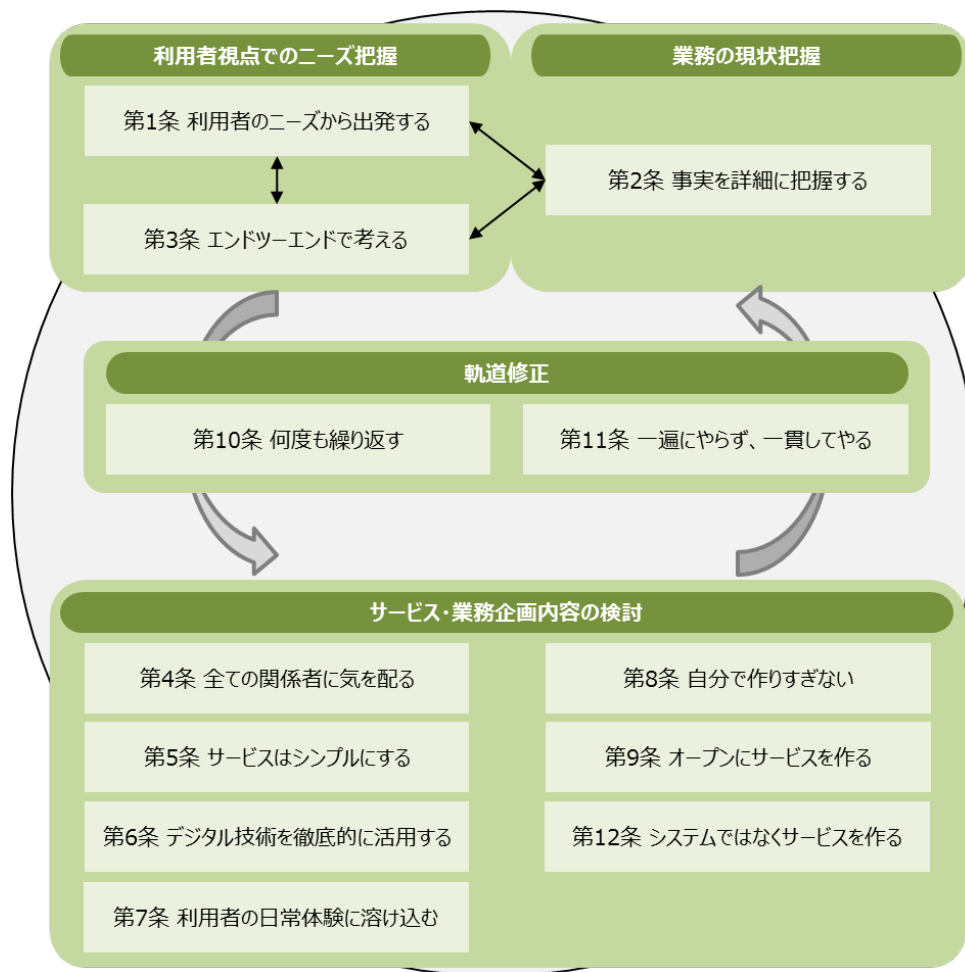 利用者視点でのニーズ把握
第1条 利用者のニーズから出発する
第3条 エンドツーエンドで考える
業務の現状把握
第2条 事実を詳細に把握する
軌道修正
第10条 何度も繰り返す
第11条 一遍にやらず、一貫してやる
サービス・業務企画内容の検討
第4条 全ての関係者に気を配る
第5条 サービスはシンプルにする
第6条 デジタル技術を徹底的に活用する
第7条 利用者の日常体験に溶け込む
第8条 自分で作りすぎない
第9条 オープンにサービスを作る
第12条 システムではなくサービスを作る